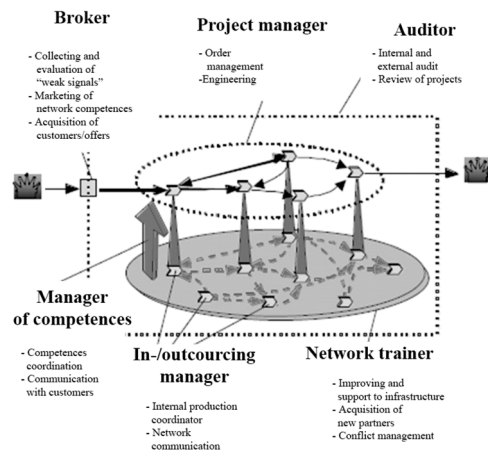 Broker
- Collecting and
evaluation of
"weak signals"
- Marketing of
network competences
- Acquisition of
customers/offers
Project manager
- Order
management
-Engineering
Auditor
- Internal and
external audit
- Review of projects
Manager
of competences
- Competences
coordination
- Communication
with customers
In-/outcourcing
manager
- Internal production
coordinator
- Network
communication
Network trainer
- Improving and
support to infrastructure
- Acquisition of
new partners
- Conflict management